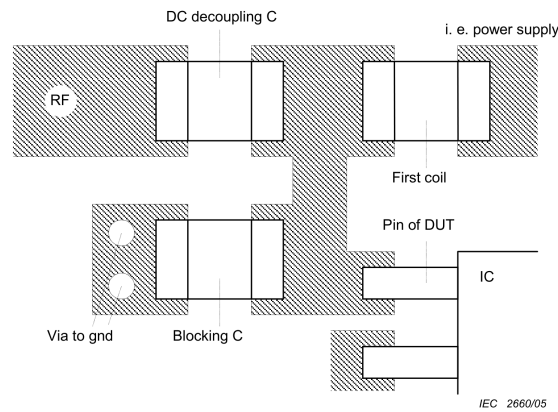 DC decoupling C
i. e. power supply
RF
First coil
Pin of DUT
IC
Via to gnd
Blocking C
IEC 2660/05